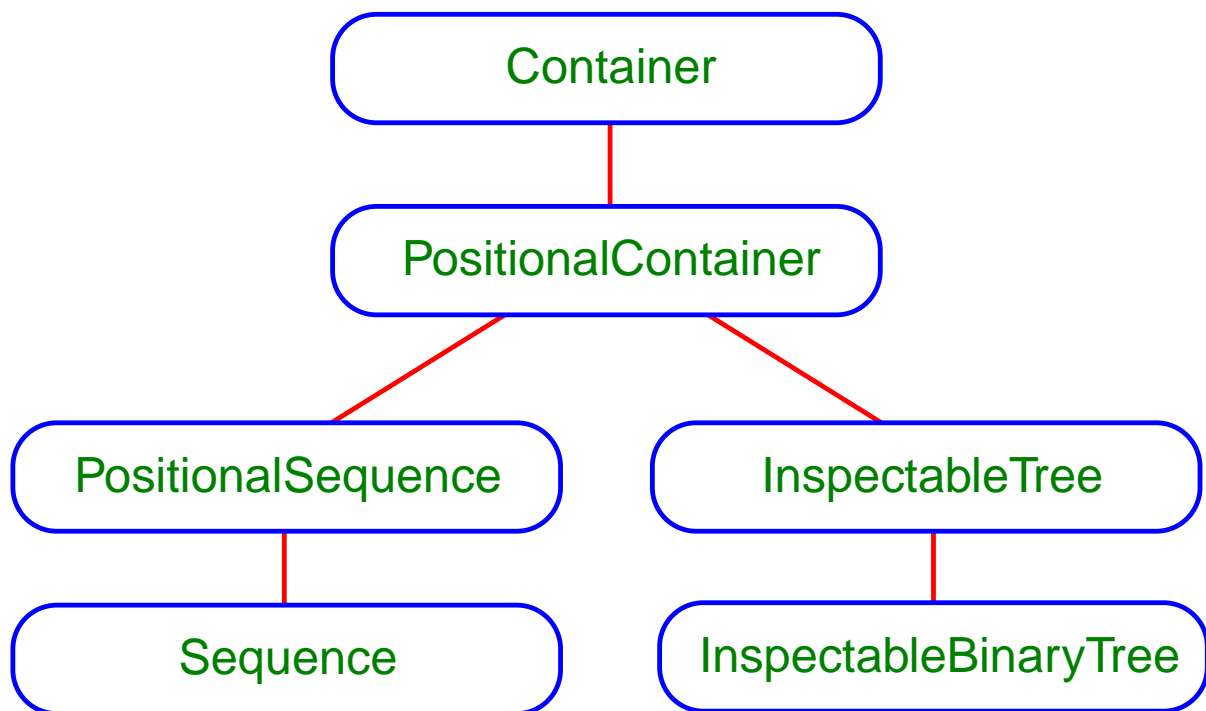 Container
PositionalContainer
PositionalSequence
InspectableTree
Sequence
InspectableBinaryTree